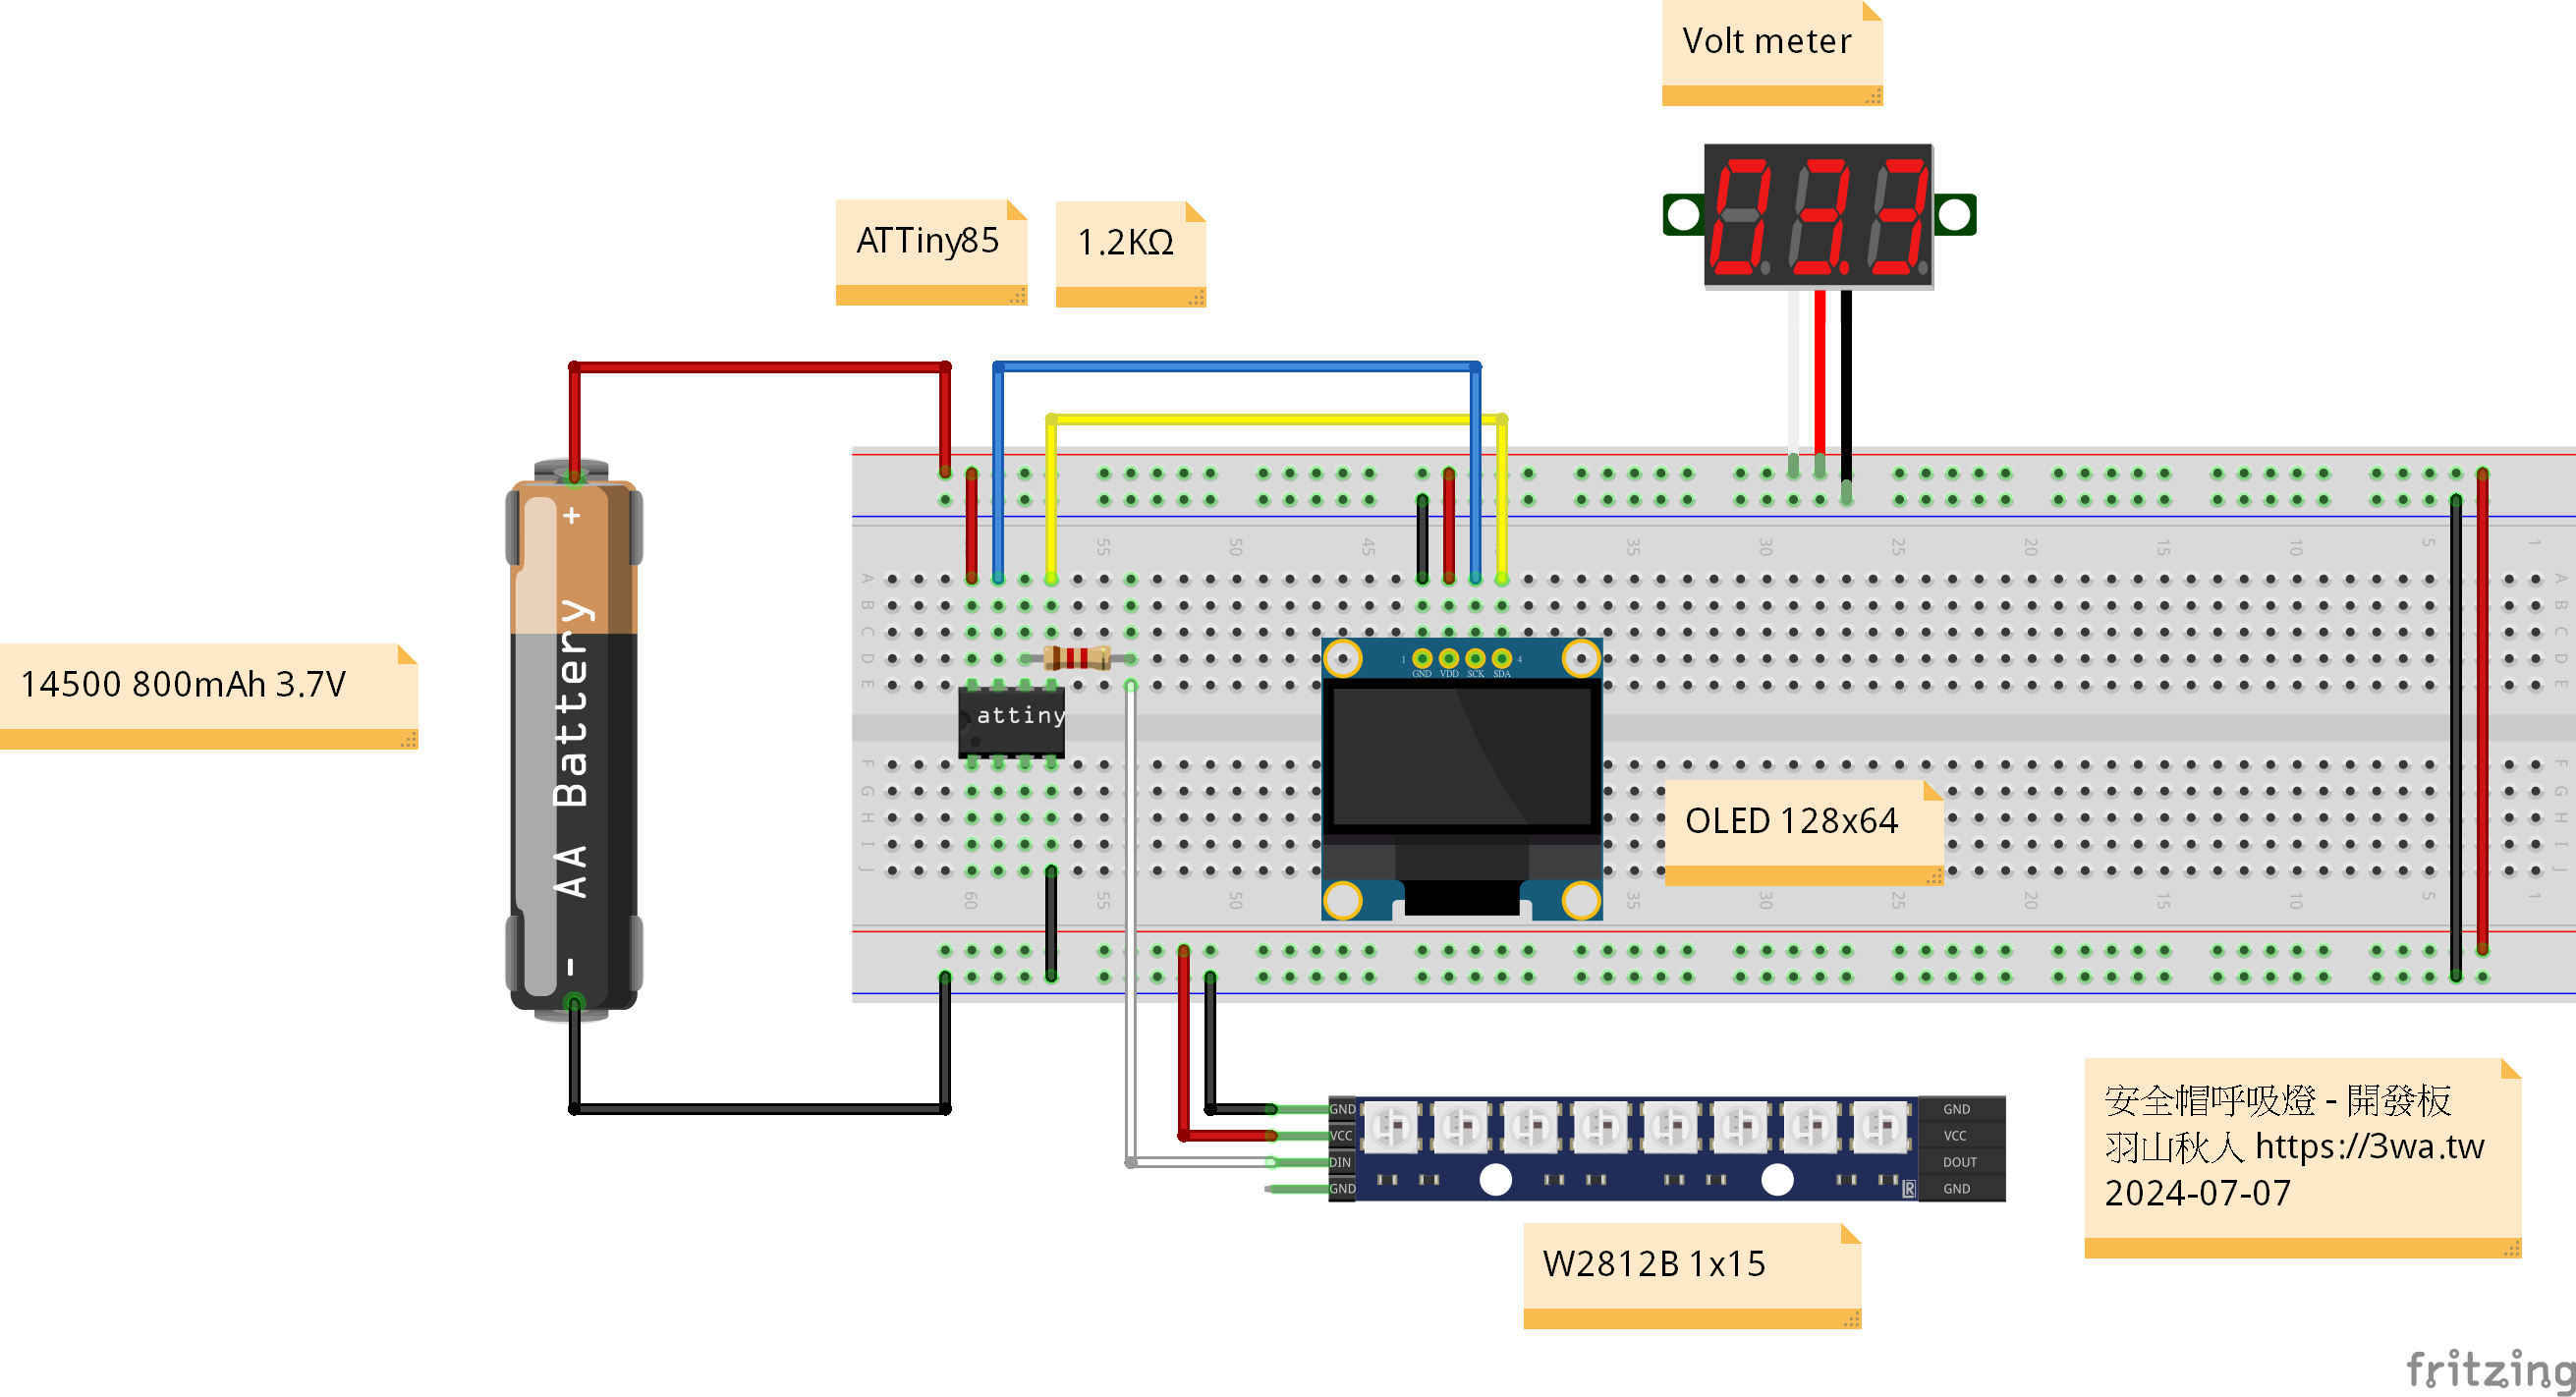 Volt meter
ATTiny85
1.2KΩ
14500 800mAh 3.7V
AA Battery
+
-
55
50
45
35
30
25
20
15
10
5
1
A
B
C
D
E
A
B
C
D
E
attiny
1
4
GND VDD SCK SDA
F
G
H
I
J
F
G
H
I
J
OLED 128x64
60
55
50
35
30
25
20
15
10
5
1
GND
VCC
DIN
GND
GND
VCC
DOUT
GND
W2812B 1x15
安全帽呼吸燈 - 開發板
羽山秋人 https://3wa.tw
2024-07-07
fritzing